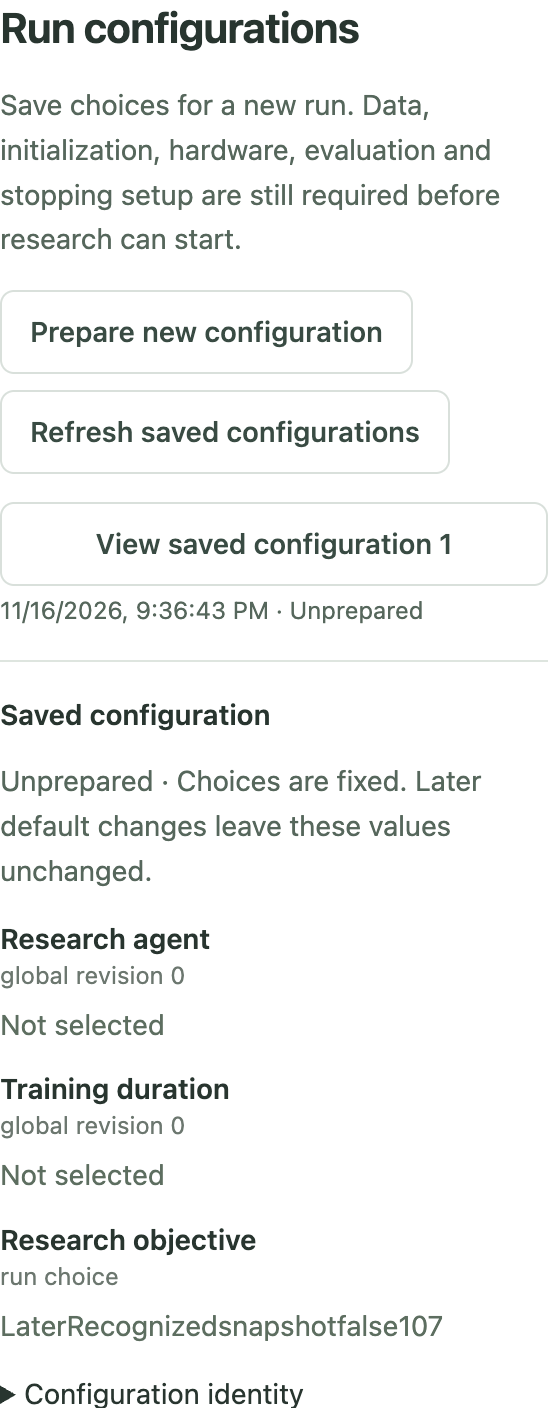 Run configurations
Save choices for a new run. Data,
initialization, hardware, evaluation and
stopping setup are still required before
research can start.
Prepare new configuration
Refresh saved configurations
View saved configuration 1
11/16/2026, 9:36:43 PM · Unprepared
Saved configuration
Unprepared · Choices are fixed. Later
default changes leave these values
unchanged.
Research agent
global revision 0
Not selected
Training duration
global revision 0
Not selected
Research objective
run choice
LaterRecognizedsnapshotfalse107
Configuration identity